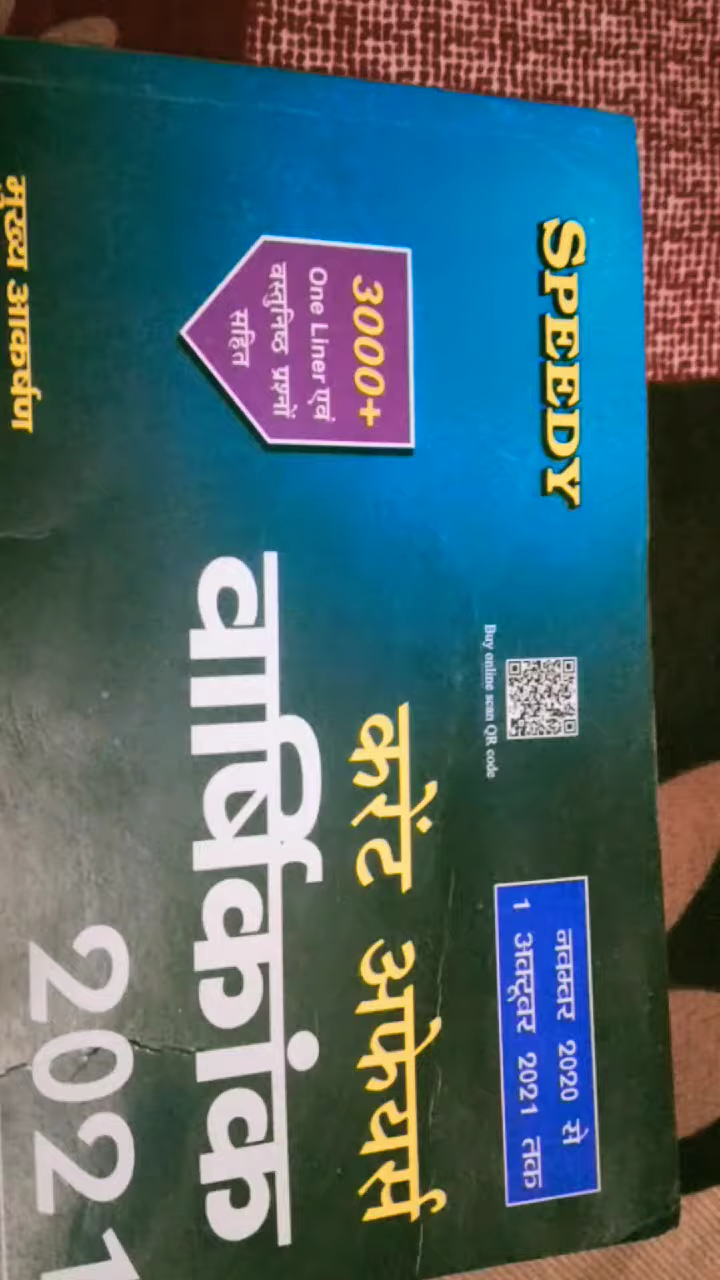 SPEEDY
Buy online scan QR code
नवम्बर 2020 से
1 अक्टूबर 2021 तक
3000+
One Liner एवं
वस्तुनिष्ठ प्रश्नों
सहित
करेंट अफेयर्स
वार्षिकांक
2021
मुख्य आकर्षण